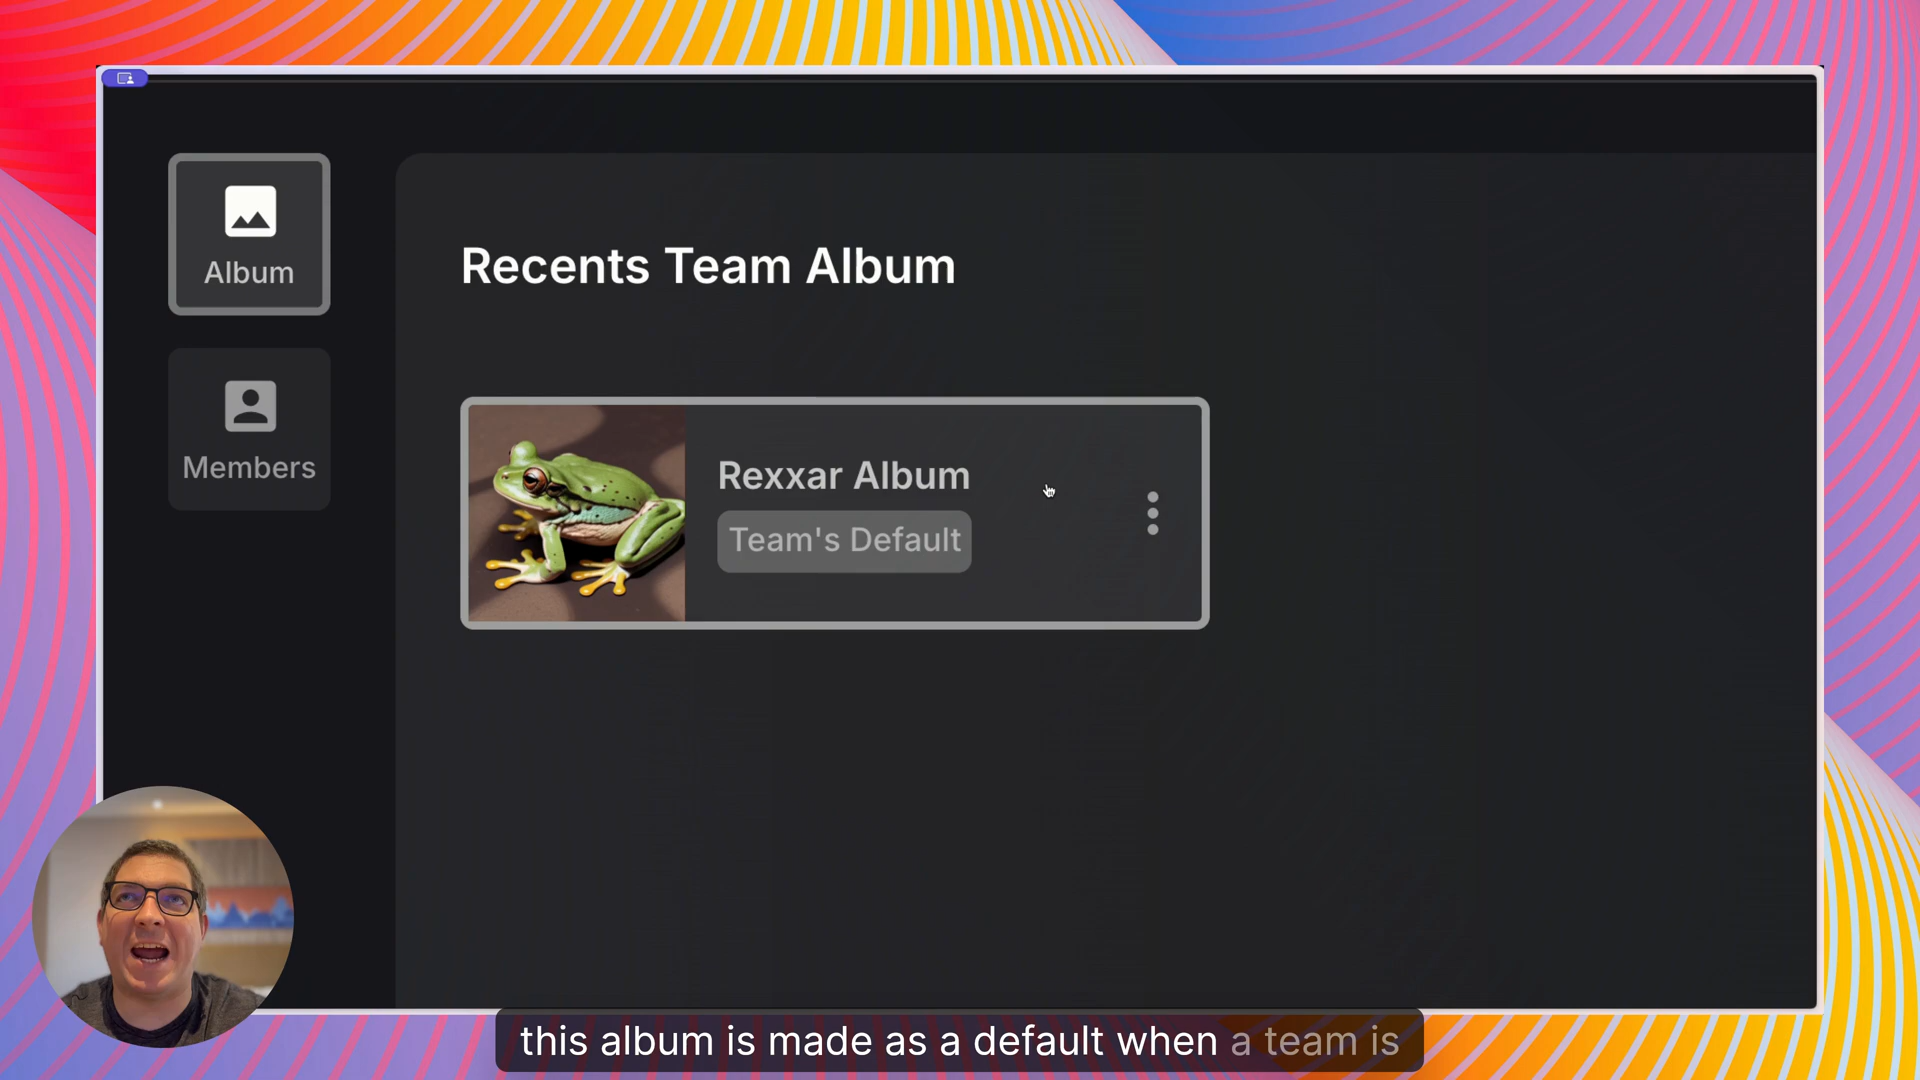 Album
Members
Recents Team Album
Rexxar Album
Team's Default
this album is made as a default when a team is